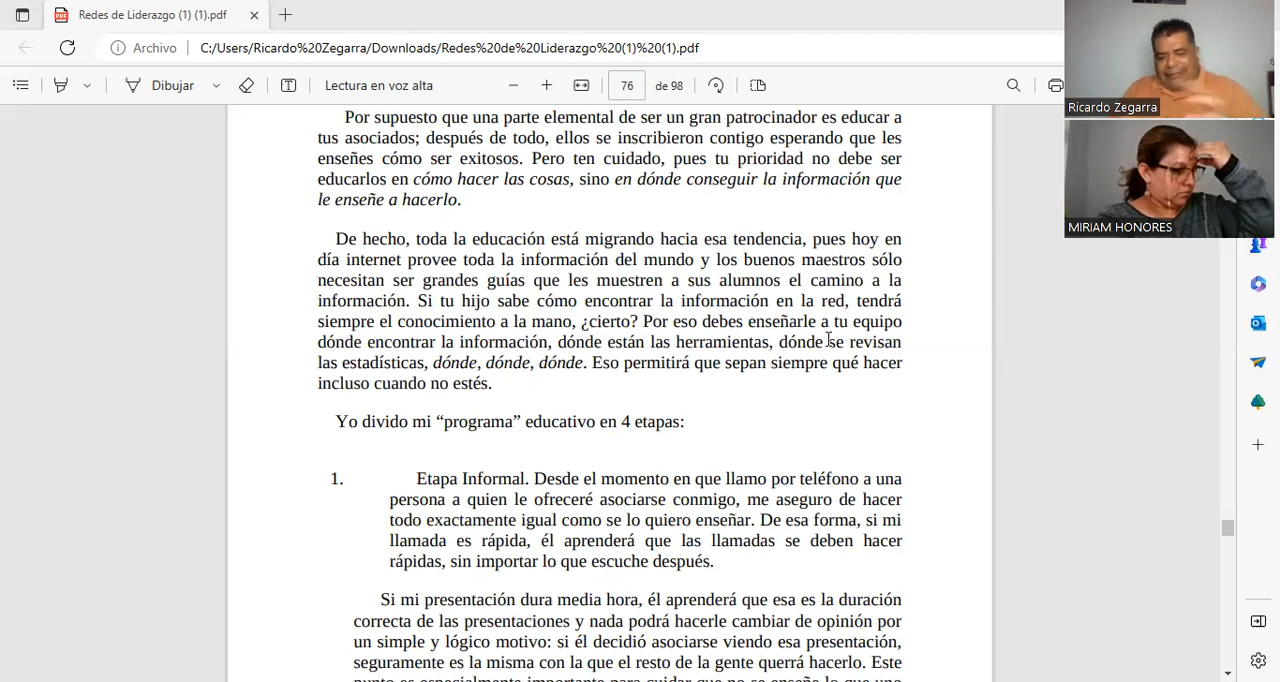 Redes de Liderazgo (1) (1).pdf
Archivo
C:/Users/Ricardo%20Zegarra/Downloads/Redes%20de%20Liderazgo%20(1)%20(1).pdf
Dibujar
Lectura en voz alta
76 de 98
Ricardo Zegarra
MIRIAM HONORES
Por supuesto que una parte elemental de ser un gran patrocinador es educar a
tus asociados; después de todo, ellos se inscribieron contigo esperando que les
enseñes cómo ser exitosos. Pero ten cuidado, pues tu prioridad no debe ser
educarlos en cómo hacer las cosas, sino en dónde conseguir la información que
le enseñe a hacerlo.
De hecho, toda la educación está migrando hacia esa tendencia, pues hoy en
día internet provee toda la información del mundo y los buenos maestros sólo
necesitan ser grandes guías que les muestren a sus alumnos el camino a la
información. Si tu hijo sabe cómo encontrar la información en la red, tendrá
siempre el conocimiento a la mano, ¿cierto? Por eso debes enseñarle a tu equipo
dónde encontrar la información, dónde están las herramientas, dónde se revisan
las estadísticas, dónde, dónde, dónde. Eso permitirá que sepan siempre qué hacer
incluso cuando no estés.
Yo divido mi “programa” educativo en 4 etapas:
1. Etapa Informal. Desde el momento en que llamo por teléfono a una
persona a quien le ofreceré asociarse conmigo, me aseguro de hacer
todo exactamente igual como se lo quiero enseñar. De esa forma, si mi
llamada es rápida, él aprenderá que las llamadas se deben hacer
rápidas, sin importar lo que escuche después.
Si mi presentación dura media hora, él aprenderá que esa es la duración
correcta de las presentaciones y nada podrá hacerle cambiar de opinión por
un simple y lógico motivo: si él decidió asociarse viendo esa presentación,
seguramente es la misma con la que el resto de la gente querrá hacerlo. Este
punto es especialmente importante para cuidar que no se enseñe lo que uno